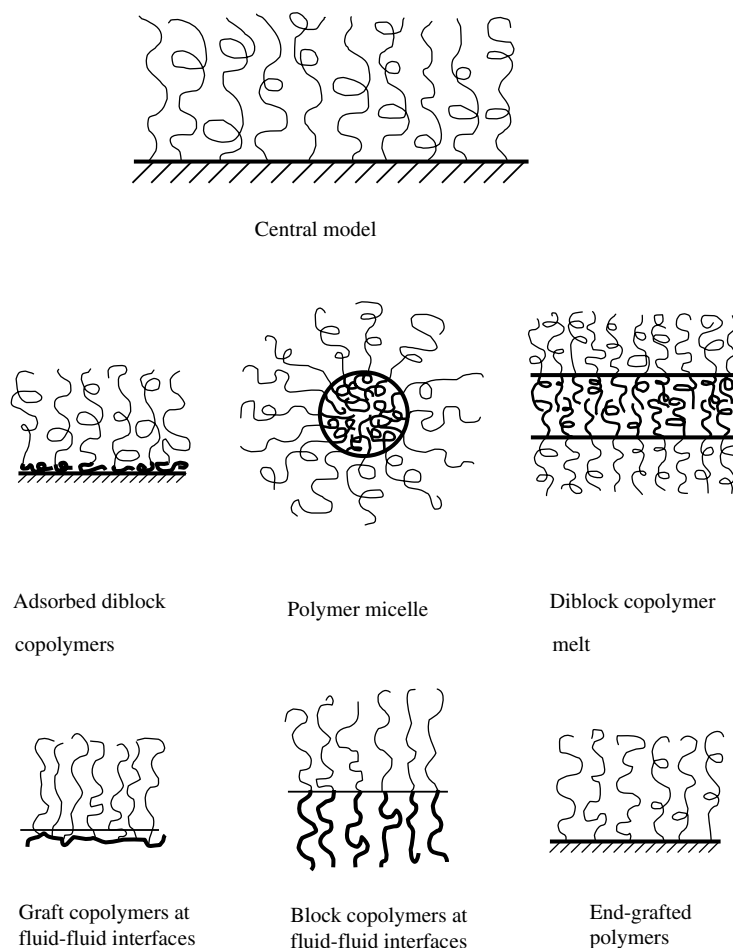 Central model
Adsorbed diblock
copolymers
Polymer micelle
Diblock copolymer
melt
Graft copolymers at
fluid-fluid interfaces
Block copolymers at
fluid-fluid interfaces
End-grafted
polymers